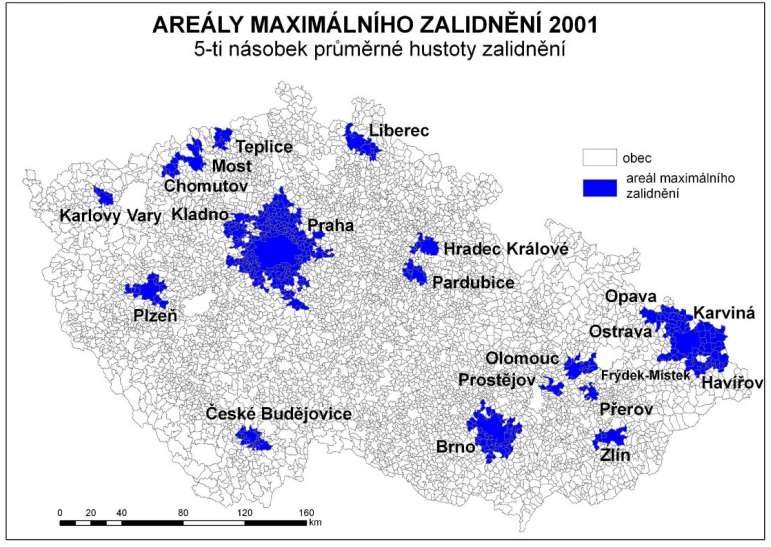 AREÁLY MAXIMÁLNÍHO ZALIDNĚNÍ 2001
5-ti násobek průměrné hustoty zalidnění
Liberec
Teplice
Most
Chomutov
obec
areál maximálního
zalidnění
Karlovy Vary
Kladno
Praha
Hradec Králové
Pardubice
Plzeň
Opava
Karviná
Ostrava
Olomouc
Frýdek-Místek
Prostějov
Havířov
Přerov
České Budějovice
Brno
Zlín
0 20 40 80 120 160
km